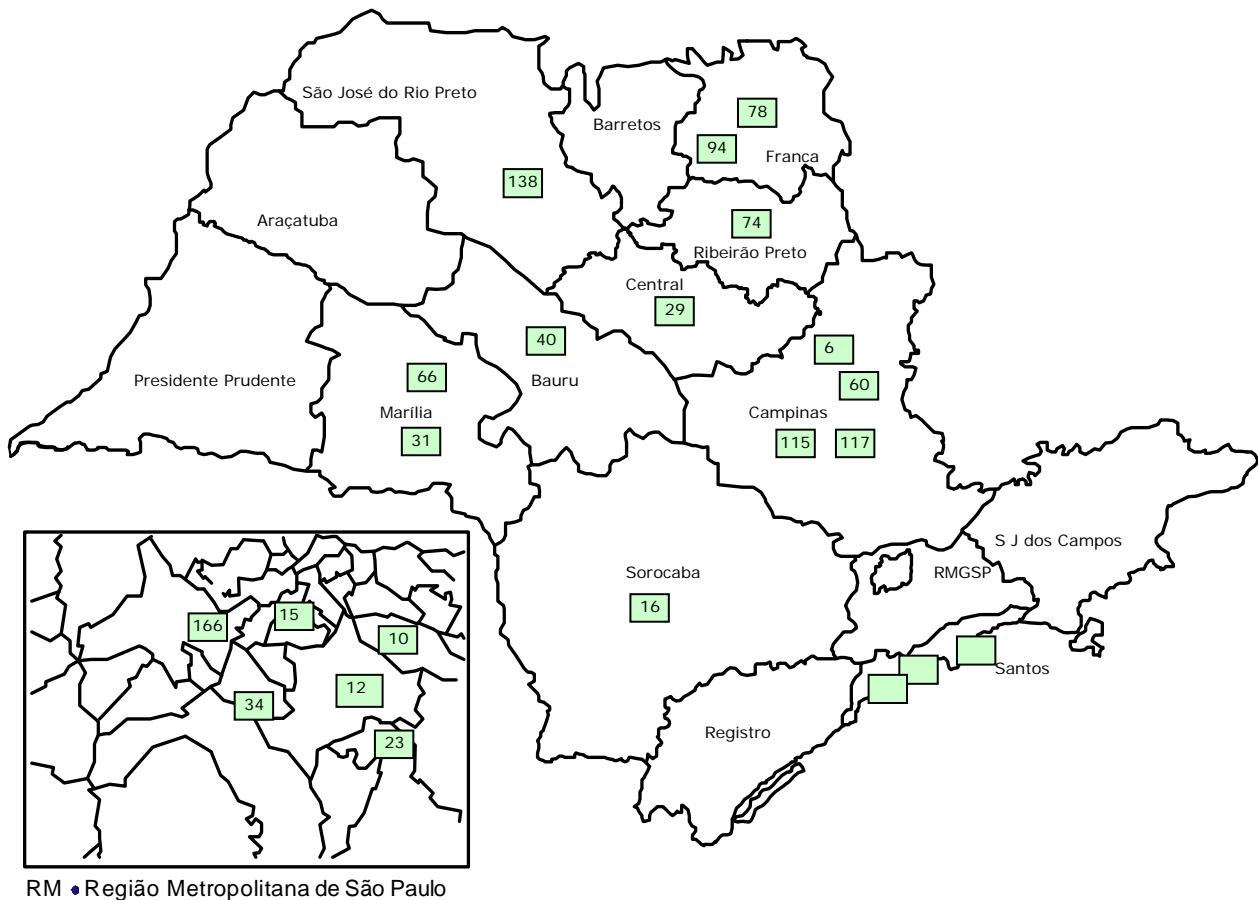 São José do Rio Preto
78
Barretos
94
Franca
138
Araçatuba
74
Ribeirão Preto
Central
29
40
6
66
Presidente Prudente
Bauru
60
Marília
Campinas
31
115
117
S J dos Campos
Sorocaba
RMGSP
16
15
166
10
Santos
12
34
Registro
23
RM • Região Metropolitana de São Paulo